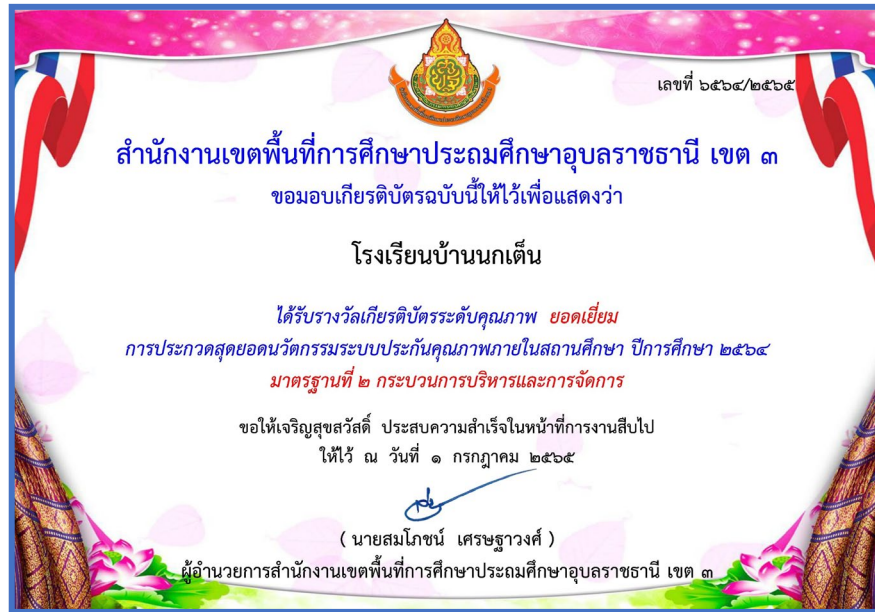 เลขที่ ๖๕๖๔/๒๕๖๕
สำนักงานเขตพื้นที่การศึกษาประถมศึกษาอุบลราชธานี เขต ๓
ขอมอบเกียรติบัตรฉบับนี้ให้ไว้เพื่อแสดงว่า
โรงเรียนบ้านนกเต็น
ได้รับรางวัลเกียรติบัตรระดับคุณภาพ ยอดเยี่ยม
การประกวดสุดยอดนวัตกรรมระบบประกันคุณภาพภายในสถานศึกษา ปีการศึกษา ๒๕๖๔
มาตรฐานที่ ๒ กระบวนการบริหารและการจัดการ
ขอให้เจริญสุขสวัสดิ์ ประสบความสำเร็จในหน้าที่การงานสืบไป
ให้ไว้ ณ วันที่ ๑ กรกฎาคม ๒๕๖๕
( นายสมโภชน์ เศรษฐาวงศ์ )
ผู้อำนวยการสำนักงานเขตพื้นที่การศึกษาประถมศึกษาอุบลราชธานี เขต ๓